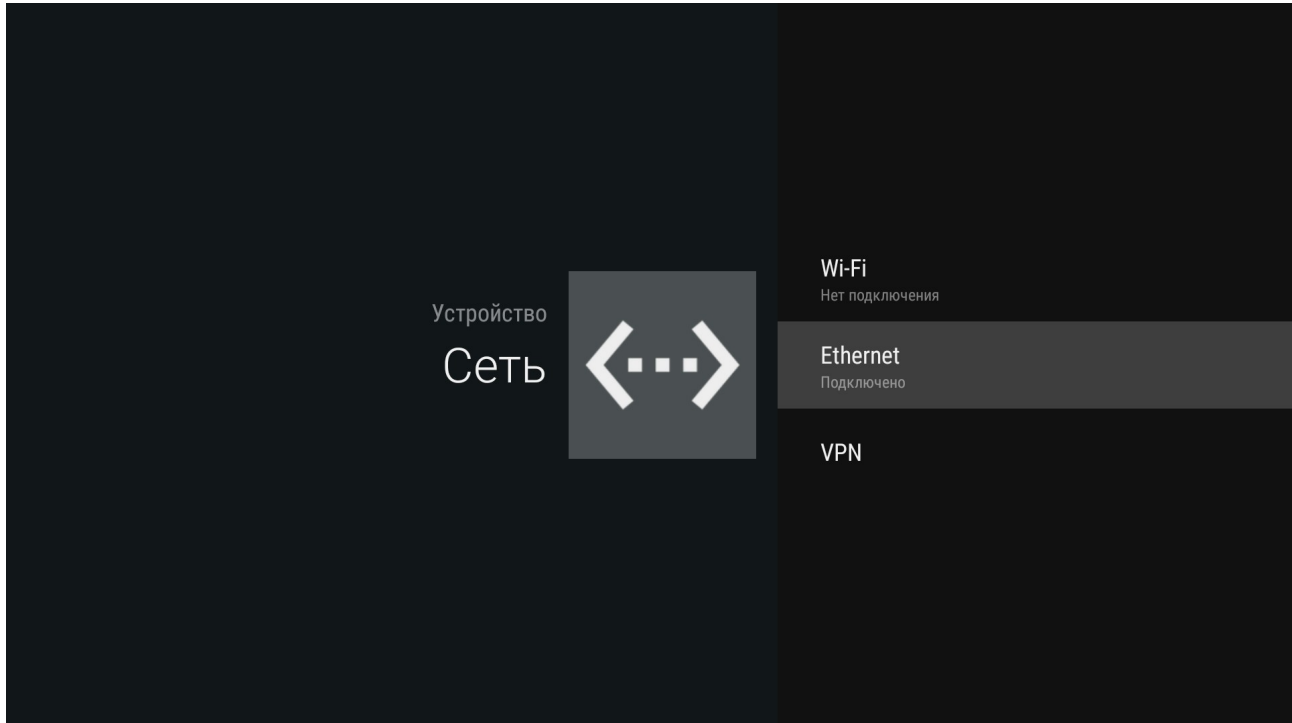 Устройство
Сеть
Wi-Fi
Нет подключения
Ethernet
Подключено
VPN